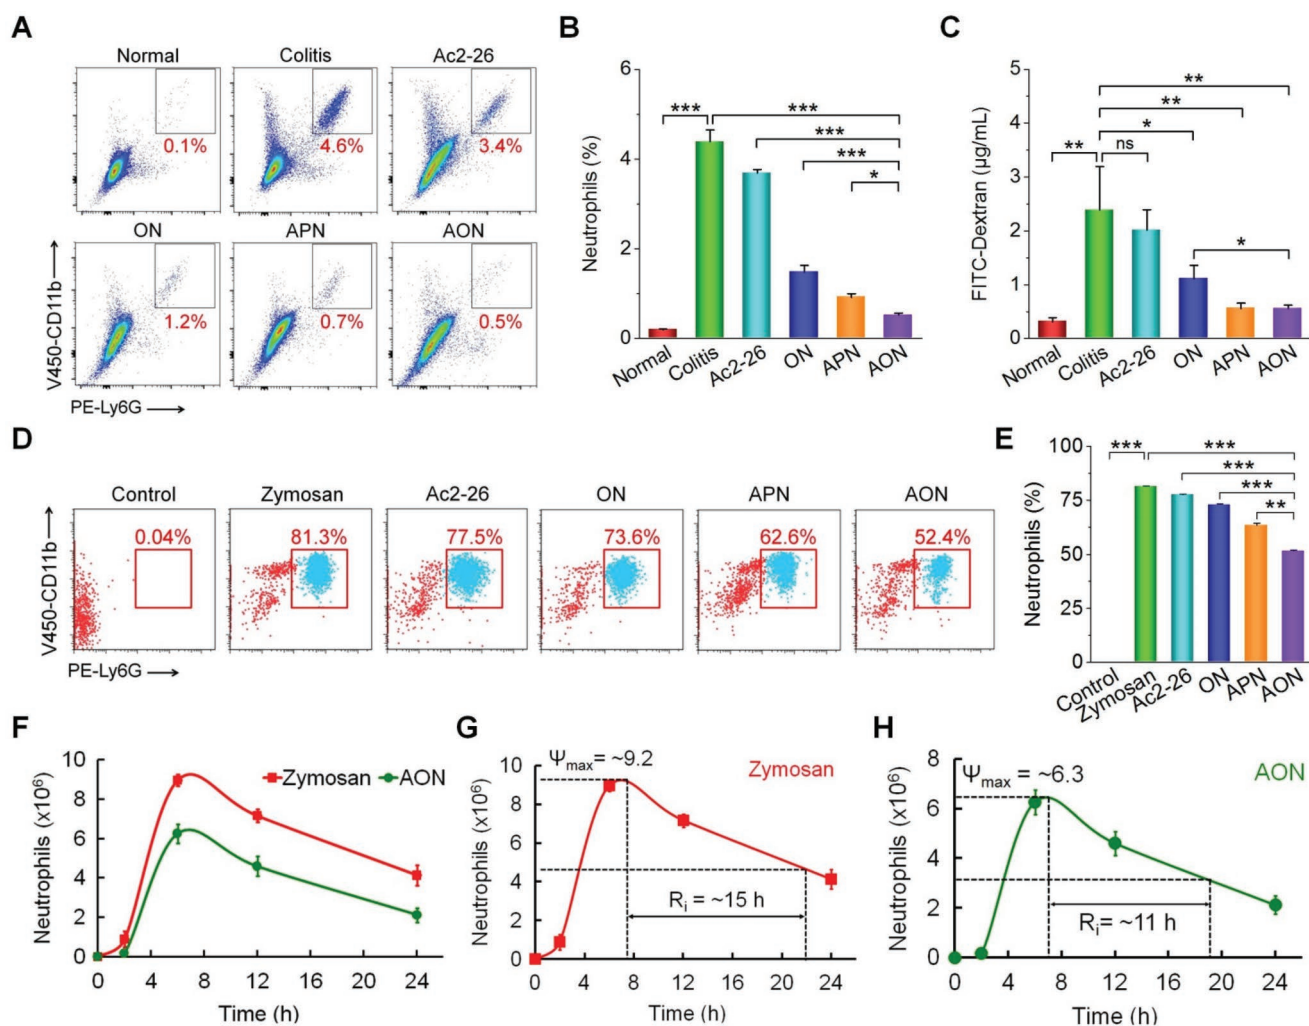 A
Normal
Colitis
Ac2-26
0.1%
4.6%
3.4%
ON
APN
AON
1.2%
0.7%
0.5%
V450-CD11b
PE-Ly6G
B
Neutrophils (%)
6
4
2
0
***
***
***
***
*
Normal
Colitis
Ac2-26
ON
APN
AON
C
FITC-Dextran (µg/mL)
5
4
3
2
1
0
**
**
*
** ns
*
Normal
Colitis
Ac2-26
ON
APN
AON
D
Control
Zymosan
Ac2-26
ON
APN
AON
0.04%
81.3%
77.5%
73.6%
62.6%
52.4%
V450-CD11b
PE-Ly6G
E
Neutrophils (%)
100
75
50
25
0
*** ***
***
***
**
Control
Zymosan
Ac2-26
ON
APN
AON
F
Neutrophils (x10⁶)
10
8
6
4
2
0
Zymosan AON
0 4 8 12 16 20 24
Time (h)
G
Neutrophils (x10⁶)
10
8
6
4
2
0
Ψmax= ~9.2
Zymosan
Ri = ~15 h
0 4 8 12 16 20 24
Time (h)
H
Neutrophils (x10⁶)
8
6
4
2
0
Ψmax = ~6.3
AON
Ri= ~11 h
0 4 8 12 16 20 24
Time (h)